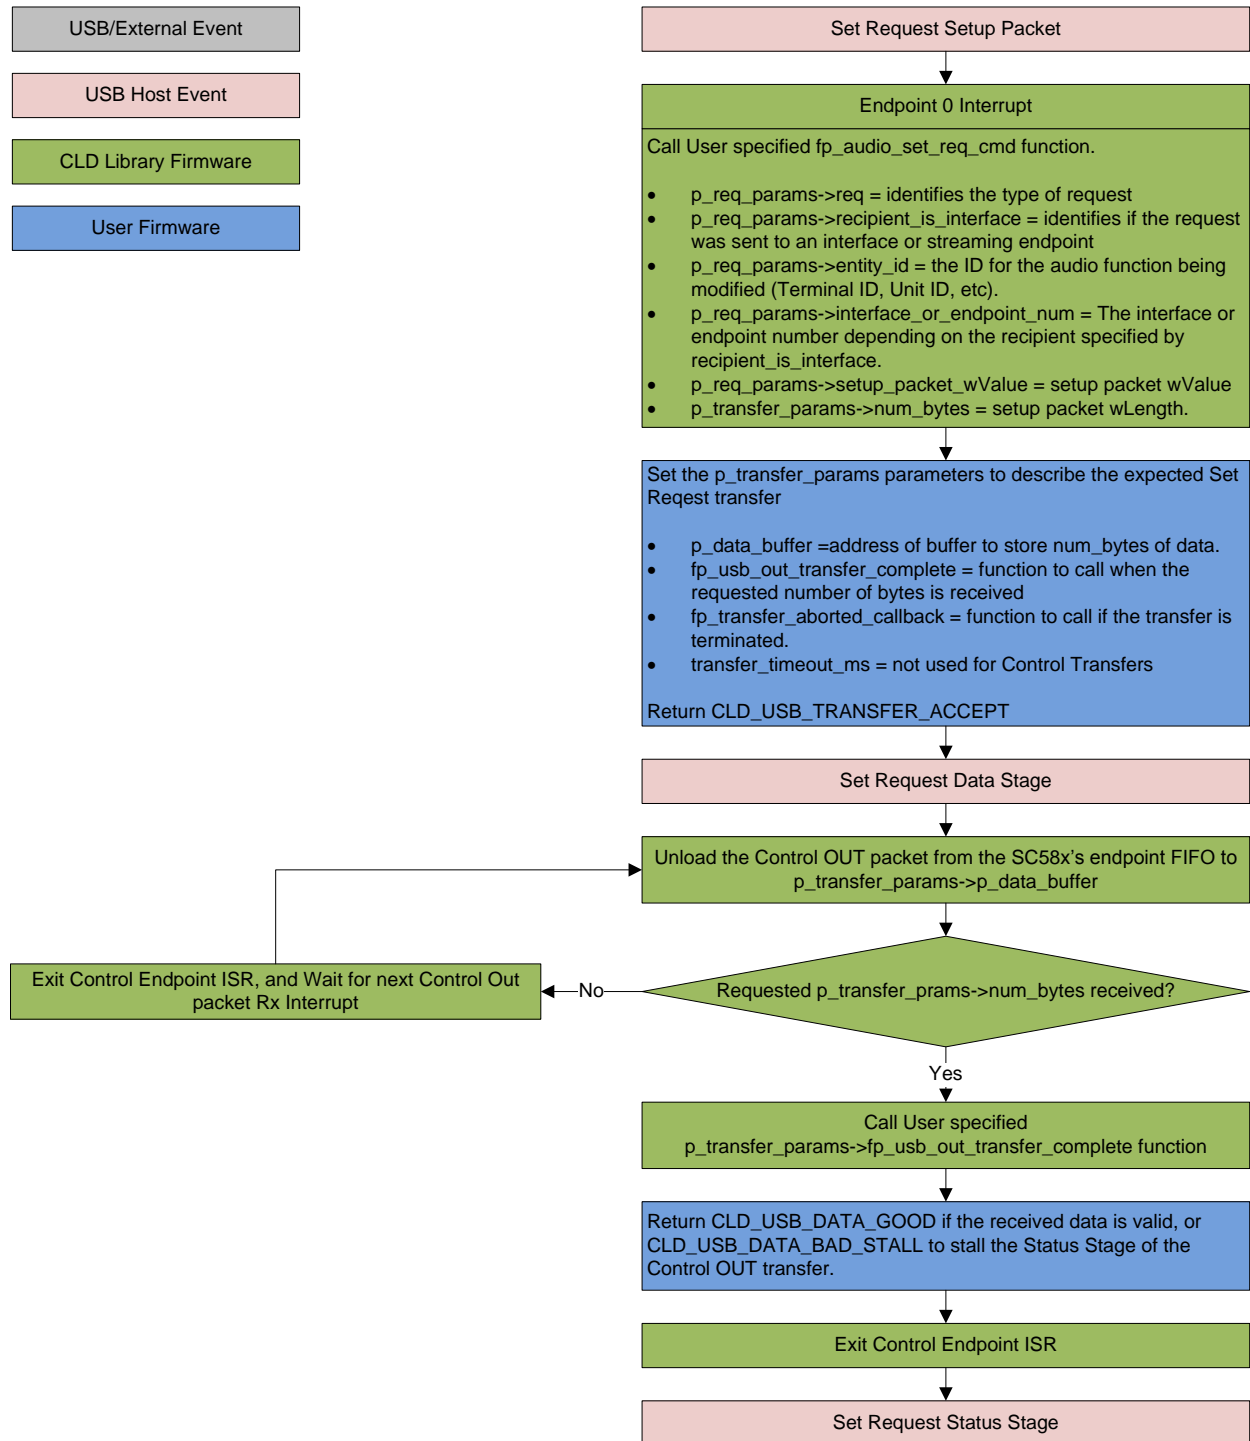 USB/External Event
USB Host Event
CLD Library Firmware
User Firmware
Set Request Setup Packet
Endpoint 0 Interrupt
Call User specified fp_audio_set_req_cmd function.
• p_req_params->req = identifies the type of request
• p_req_params->recipient_is_interface = identifies if the request
was sent to an interface or streaming endpoint
• p_req_params->entity_id = the ID for the audio function being
modified (Terminal ID, Unit ID, etc).
• p_req_params->interface_or_endpoint_num = The interface or
endpoint number depending on the recipient specified by
recipient_is_interface.
• p_req_params->setup_packet_wValue = setup packet wValue
• p_transfer_params->num_bytes = setup packet wLength.
Set the p_transfer_params parameters to describe the expected Set
Reqest transfer
• p_data_buffer =address of buffer to store num_bytes of data.
• fp_usb_out_transfer_complete = function to call when the
requested number of bytes is received
• fp_transfer_aborted_callback = function to call if the transfer is
terminated.
• transfer_timeout_ms = not used for Control Transfers
Return CLD_USB_TRANSFER_ACCEPT
Set Request Data Stage
Unload the Control OUT packet from the SC58x's endpoint FIFO to
p_transfer_params->p_data_buffer
Exit Control Endpoint ISR, and Wait for next Control Out
packet Rx Interrupt
No
Requested p_transfer_prams->num_bytes received?
Yes
Call User specified
p_transfer_params->fp_usb_out_transfer_complete function
Return CLD_USB_DATA_GOOD if the received data is valid, or
CLD_USB_DATA_BAD_STALL to stall the Status Stage of the
Control OUT transfer.
Exit Control Endpoint ISR
Set Request Status Stage